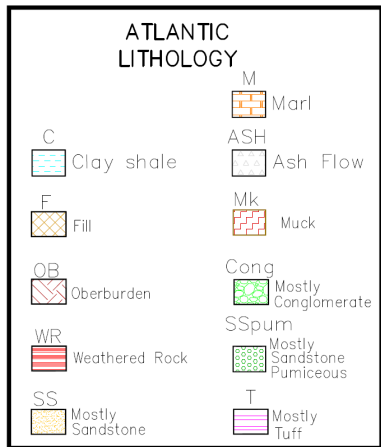 ATLANTIC
LITHOLOGY
M
Marl
C
Clay shale
ASH
Ash Flow
F
Fill
Mk
Muck
OB
Oberburden
Cong
Mostly
Conglomerate
WR
Weathered Rock
SSpum
Mostly
Sandstone
Pumiceous
SS
Mostly
Sandstone
T
Mostly
Tuff